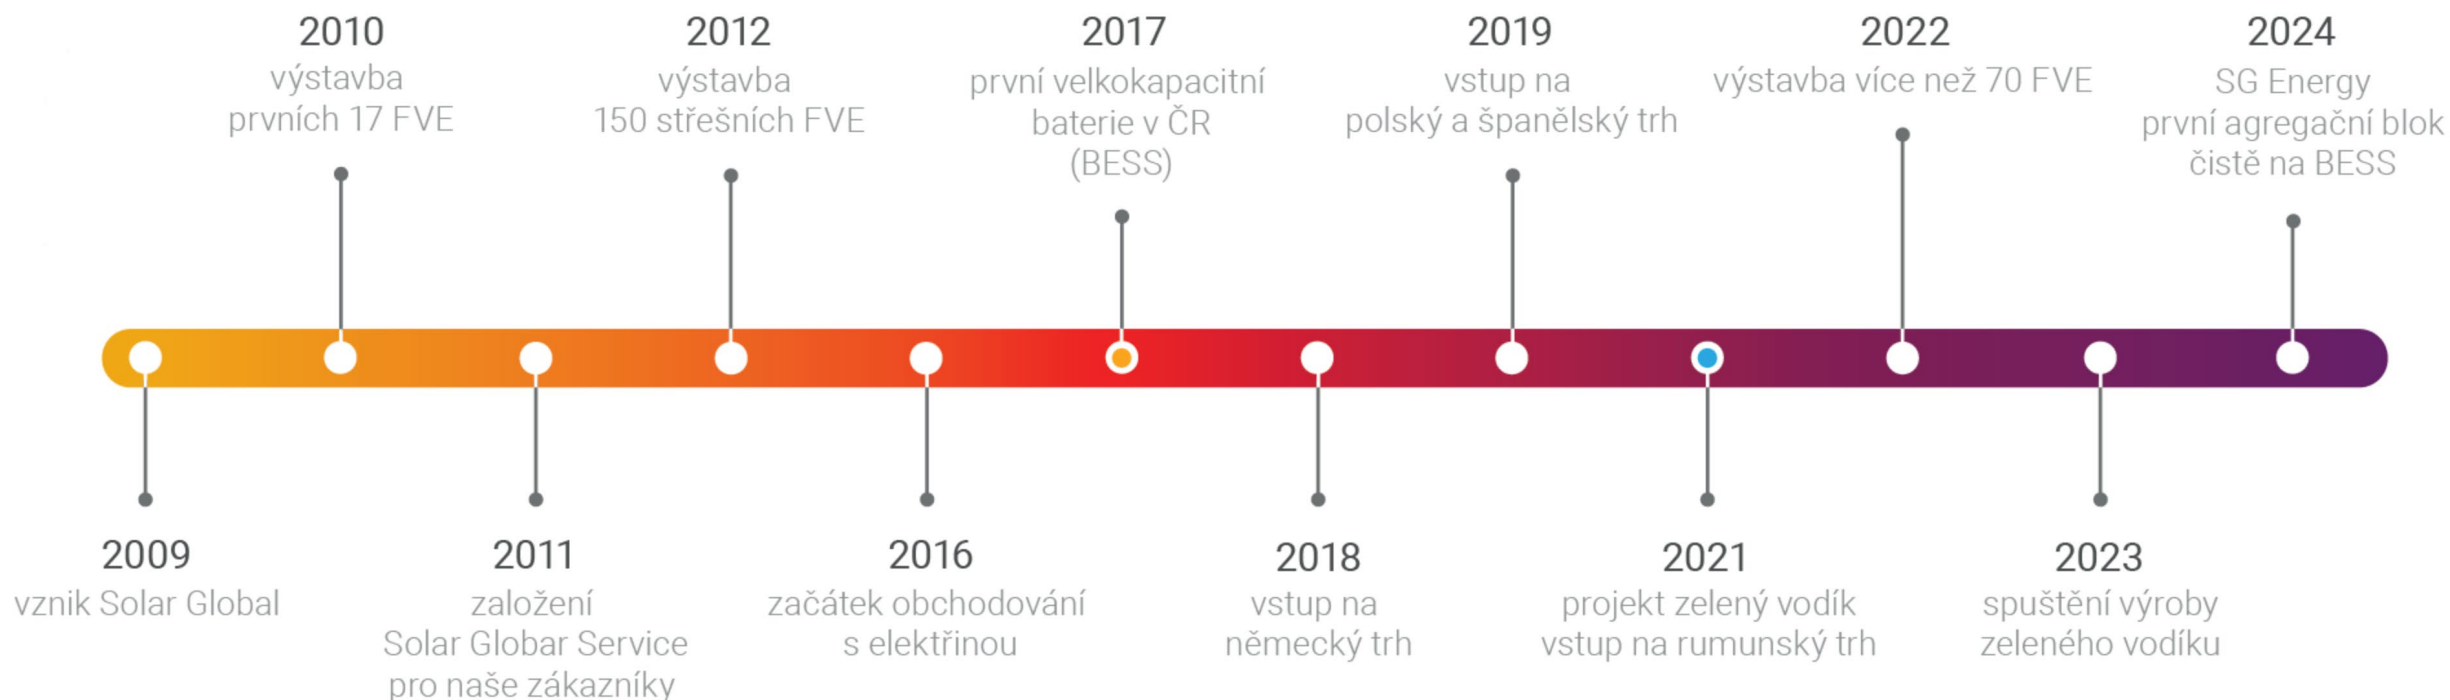 2010
výstavba
prvních 17 FVE
2012
výstavba
150 střešních FVE
2017
první velkokapacitní
baterie v ČR
(BESS)
2019
vstup na
polský a španělský trh
2022
výstavba více než 70 FVE
2024
SG Energy
první agregační blok
čistě na BESS
2009
vznik Solar Global
2011
založení
Solar Globar Service
pro naše zákazníky
2016
začátek obchodování
s elektřinou
2018
vstup na
německý trh
2021
projekt zelený vodík
vstup na rumunský trh
2023
spuštění výroby
zeleného vodíku